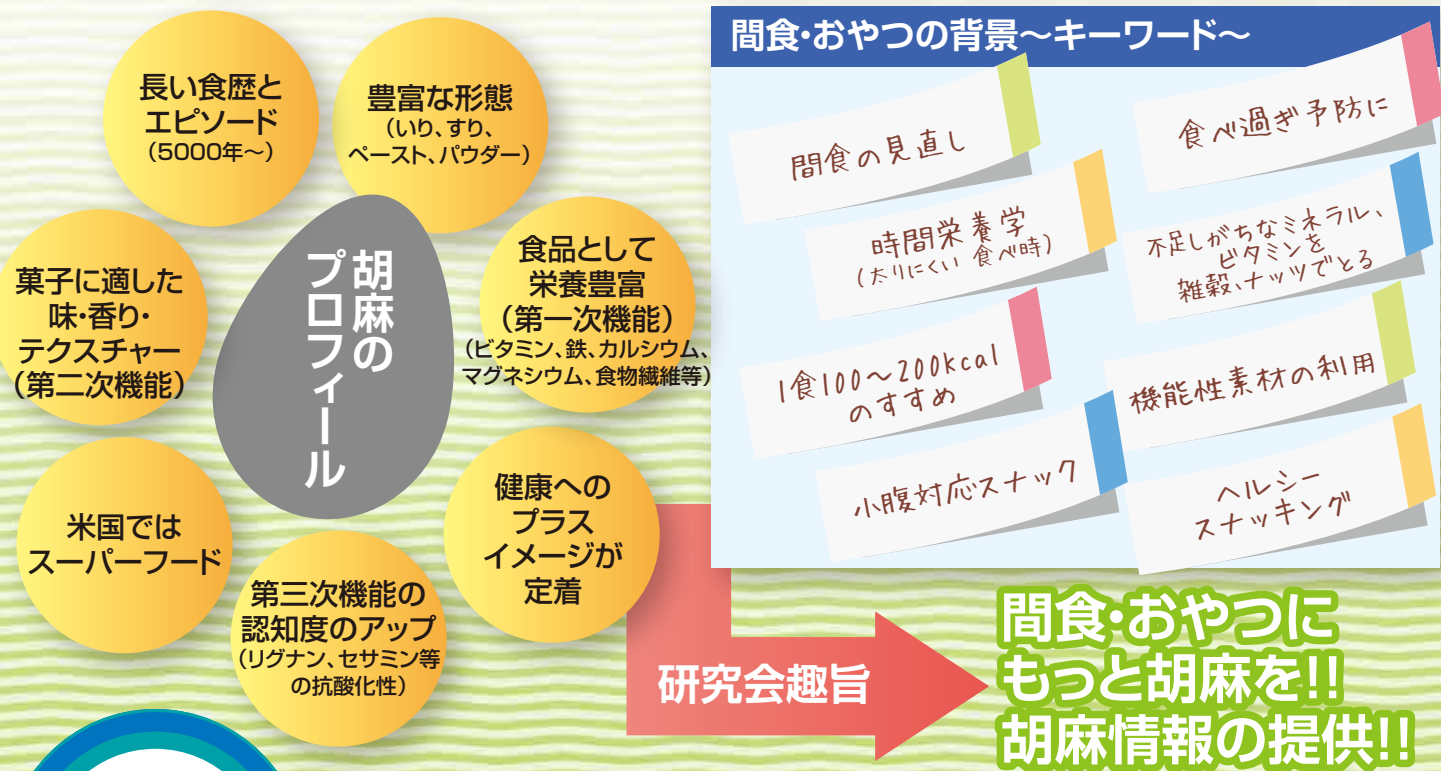 長い食歴と
エピソード
(5000年~)
豊富な形態
(いり、すり、
ペースト、パウダー)
食品として
栄養豊富
(第一次機能)
(ビタミン、鉄、カルシウム、
マグネシウム、食物繊維等)
健康への
プラス
イメージが
定着
第三次機能の
認知度のアップ
(リグナン、セサミン等
の抗酸化性)
米国では
スーパーフード
菓子に適した
味・香り・
テクスチャー
(第二次機能)
胡麻の
プロフィール
間食・おやつの背景~キーワード~
間食の見直し
食べ過ぎ予防に
時間栄養学
(太りにくい 食べ時)
不足しがちなミネラル、
ビタミンを
雑穀、ナッツでとる
1食100~200kcal
のすすめ
機能性素材の利用
小腹対応スナック
ヘルシー
スナッキング
研究会趣旨
間食・おやつに
もっと胡麻を!!
胡麻情報の提供!!